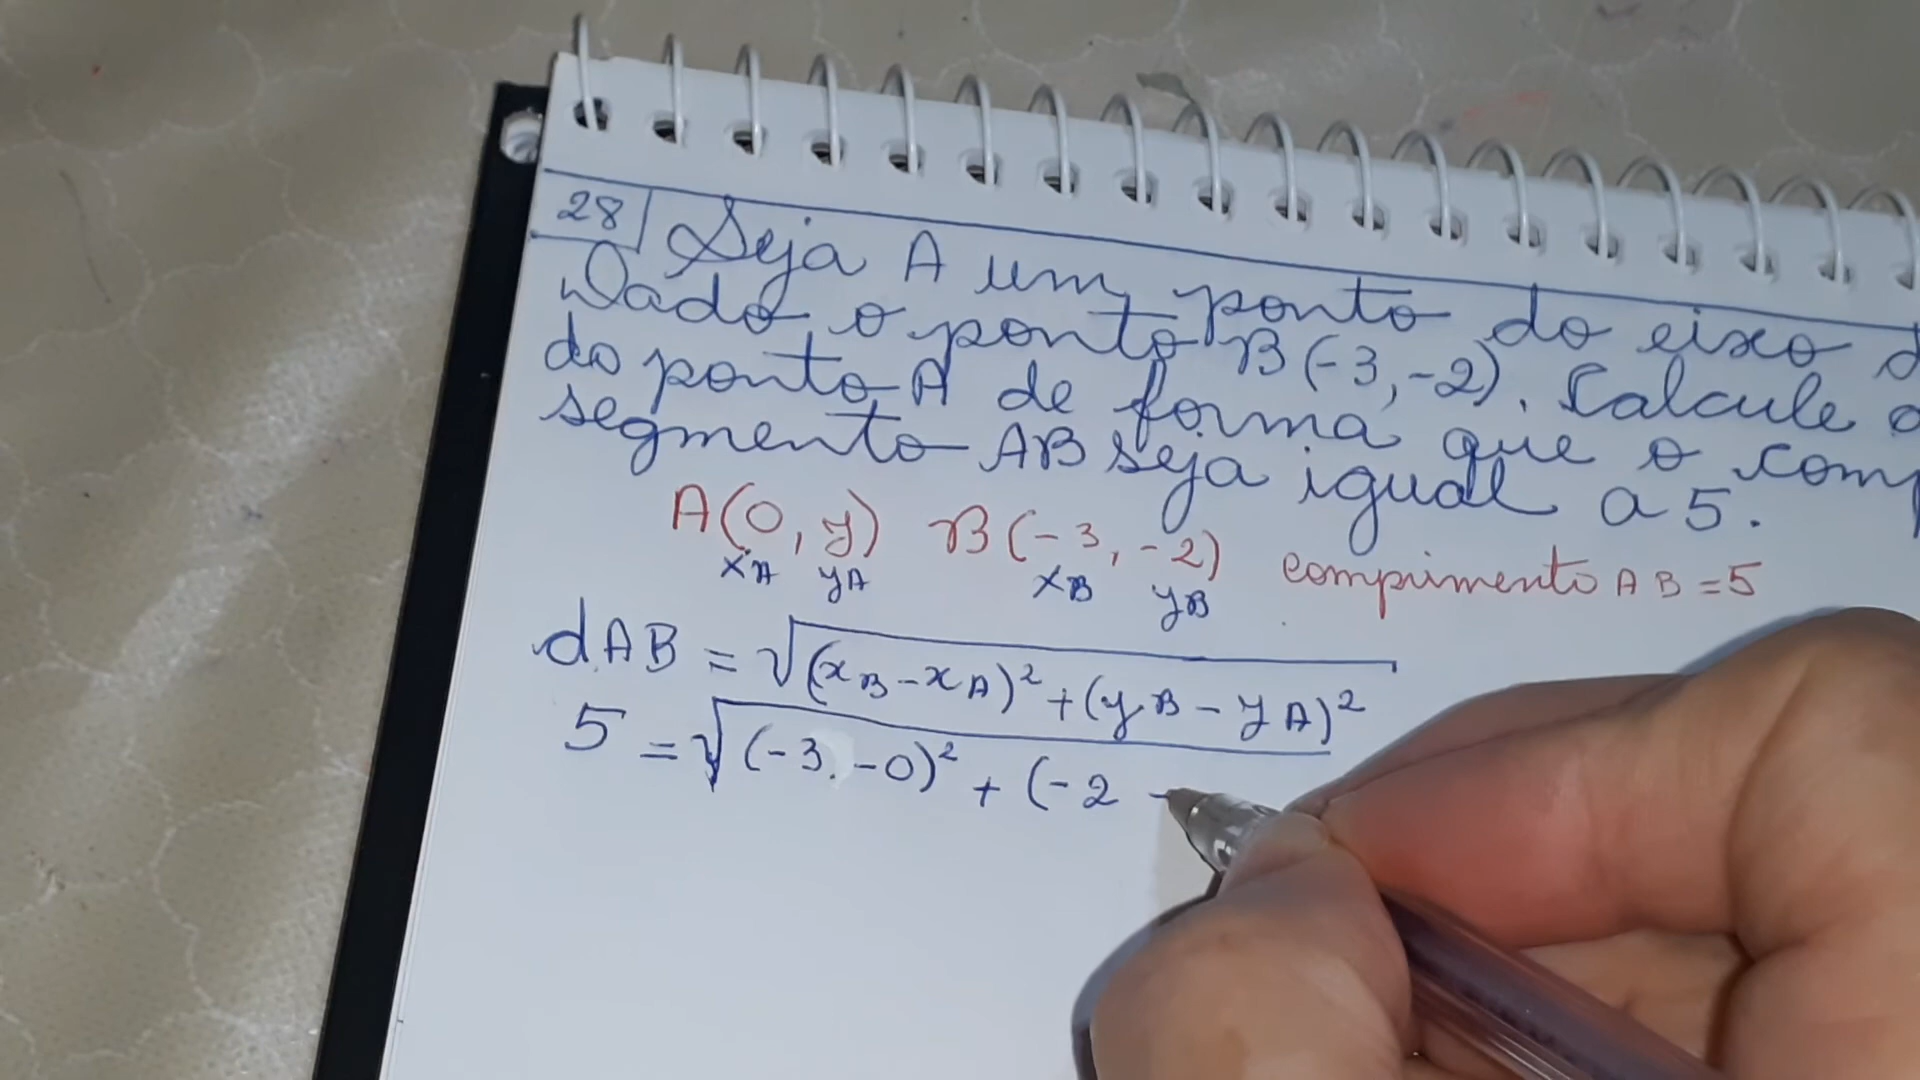 28 Seja A um ponto do eixo d
Dado o ponto B(-3,-2). Calcule
do ponto A de forma que o comp
segmento AB seja igual a 5.
A(0, y) B(-3, -2) comprimento AB = 5
xA yA xB yB
dAB = √(xB-xA)²+(yB-yA)²
5 = √(-3 -0)² + (-2 -